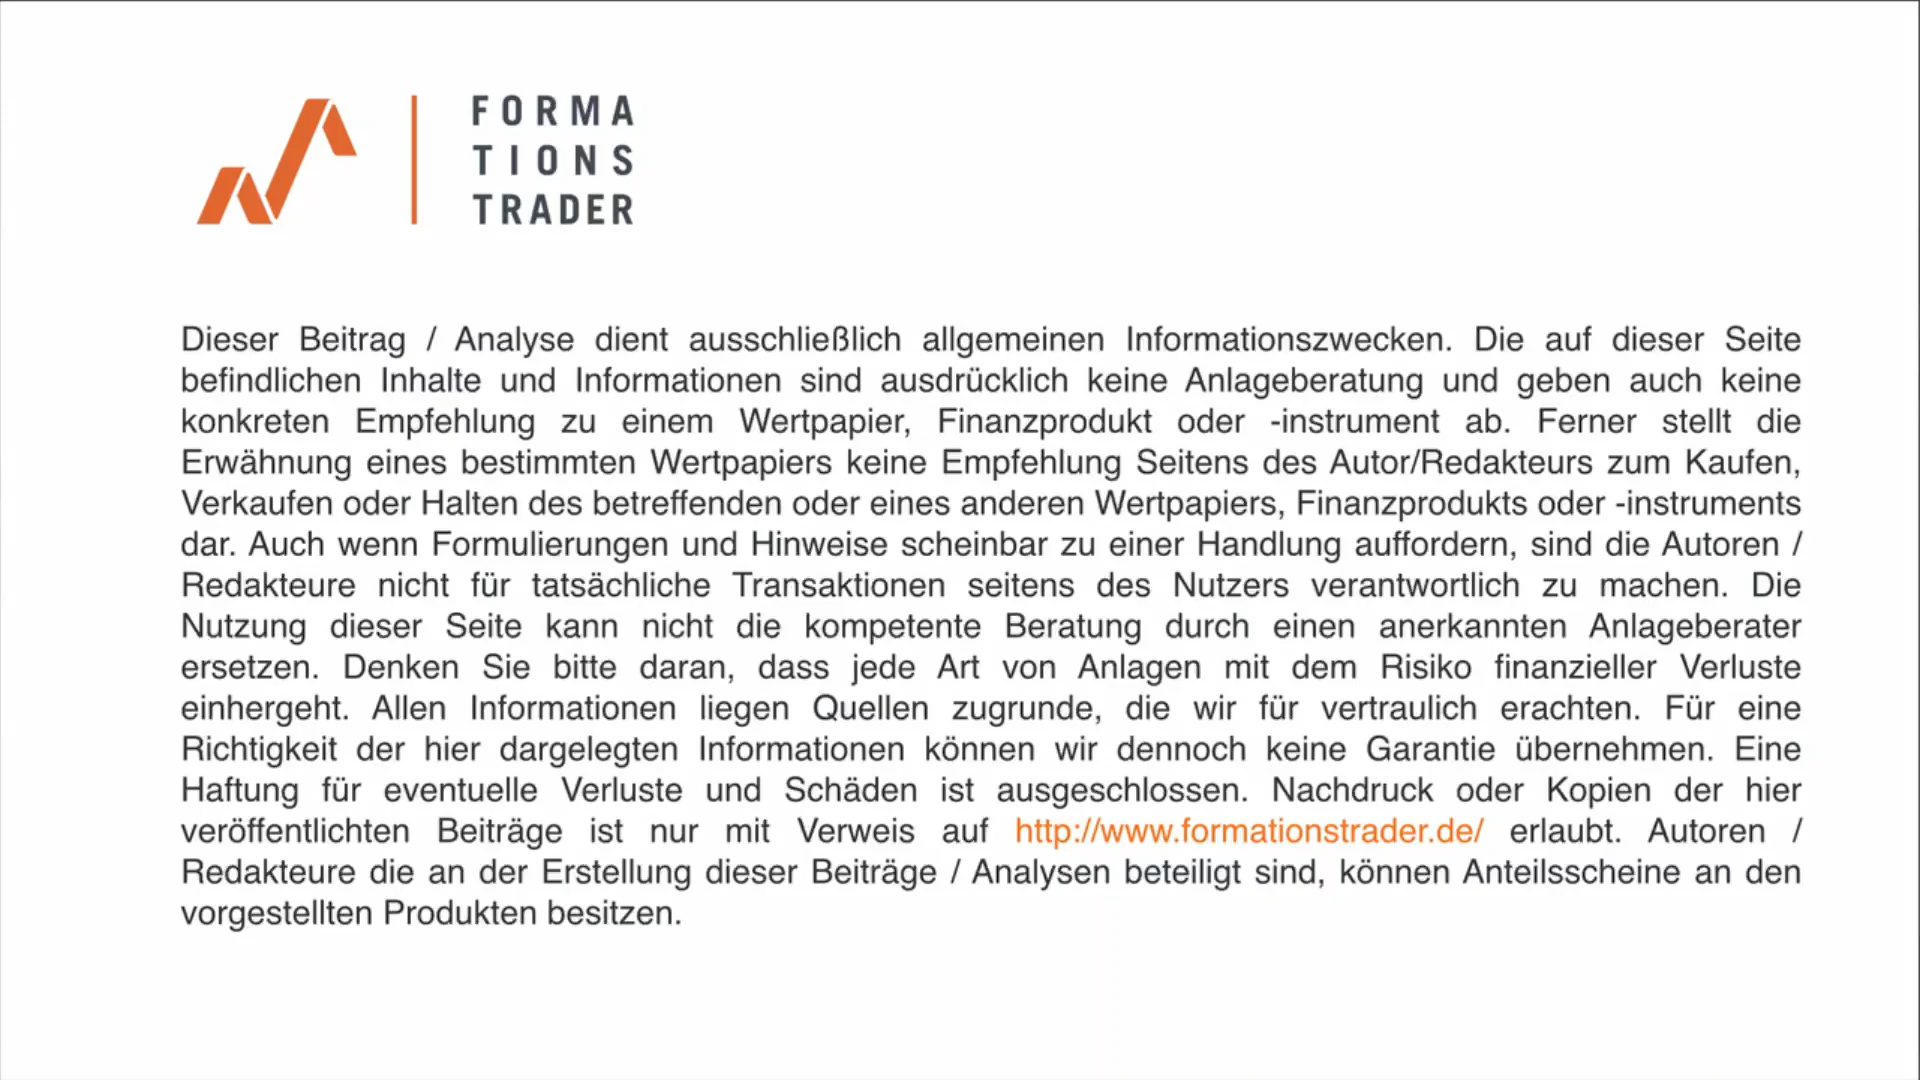 FORMA
TIONS
TRADER
Dieser Beitrag / Analyse dient ausschließlich allgemeinen Informationszwecken. Die auf dieser Seite
befindlichen Inhalte und Informationen sind ausdrücklich keine Anlageberatung und geben auch keine
konkreten Empfehlung zu einem Wertpapier, Finanzprodukt oder -instrument ab. Ferner stellt die
Erwähnung eines bestimmten Wertpapiers keine Empfehlung Seitens des Autor/Redakteurs zum Kaufen,
Verkaufen oder Halten des betreffenden oder eines anderen Wertpapiers, Finanzprodukts oder -instruments
dar. Auch wenn Formulierungen und Hinweise scheinbar zu einer Handlung auffordern, sind die Autoren /
Redakteure nicht für tatsächliche Transaktionen seitens des Nutzers verantwortlich zu machen. Die
Nutzung dieser Seite kann nicht die kompetente Beratung durch einen anerkannten Anlageberater
ersetzen. Denken Sie bitte daran, dass jede Art von Anlagen mit dem Risiko finanzieller Verluste
einhergeht. Allen Informationen liegen Quellen zugrunde, die wir für vertraulich erachten. Für eine
Richtigkeit der hier dargelegten Informationen können wir dennoch keine Garantie übernehmen. Eine
Haftung für eventuelle Verluste und Schäden ist ausgeschlossen. Nachdruck oder Kopien der hier
veröffentlichten Beiträge ist nur mit Verweis auf http://www.formationstrader.de/ erlaubt. Autoren /
Redakteure die an der Erstellung dieser Beiträge / Analysen beteiligt sind, können Anteilsscheine an den
vorgestellten Produkten besitzen.